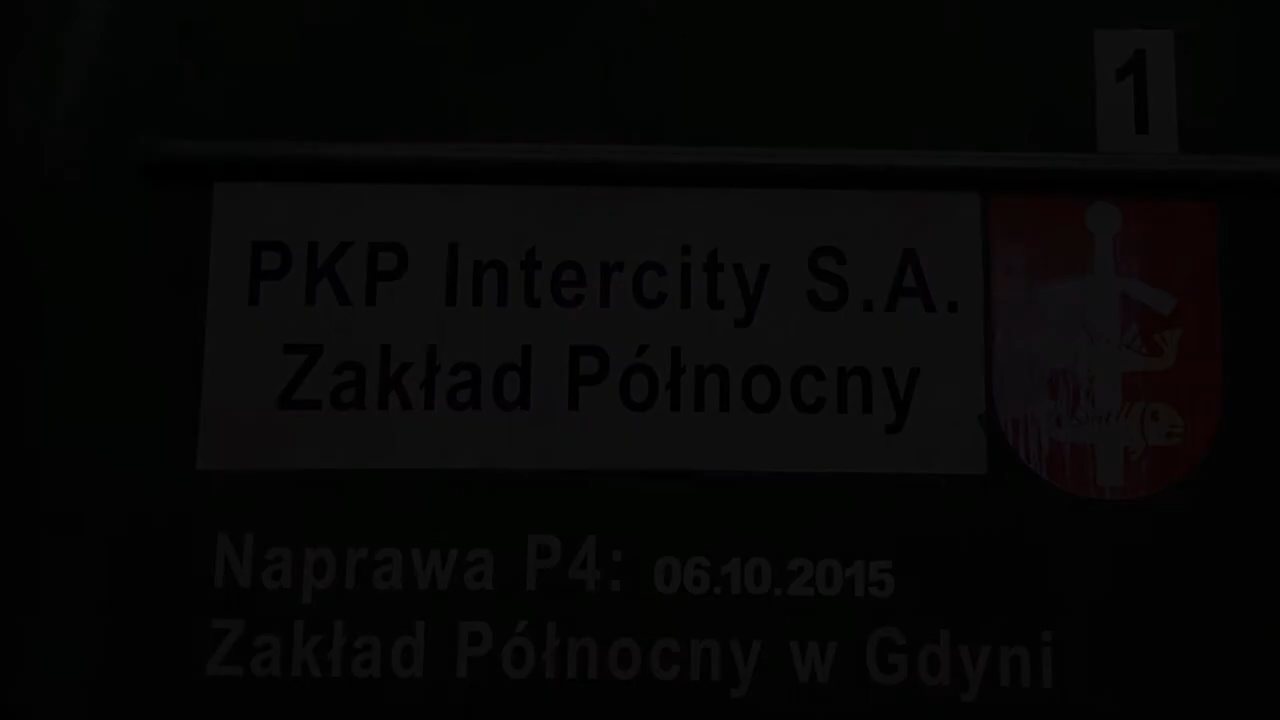 1
PKP Intercity S.A.
Zakład Północny
Naprawa P4: 06.10.2015
Zakład Północny w Gdyni